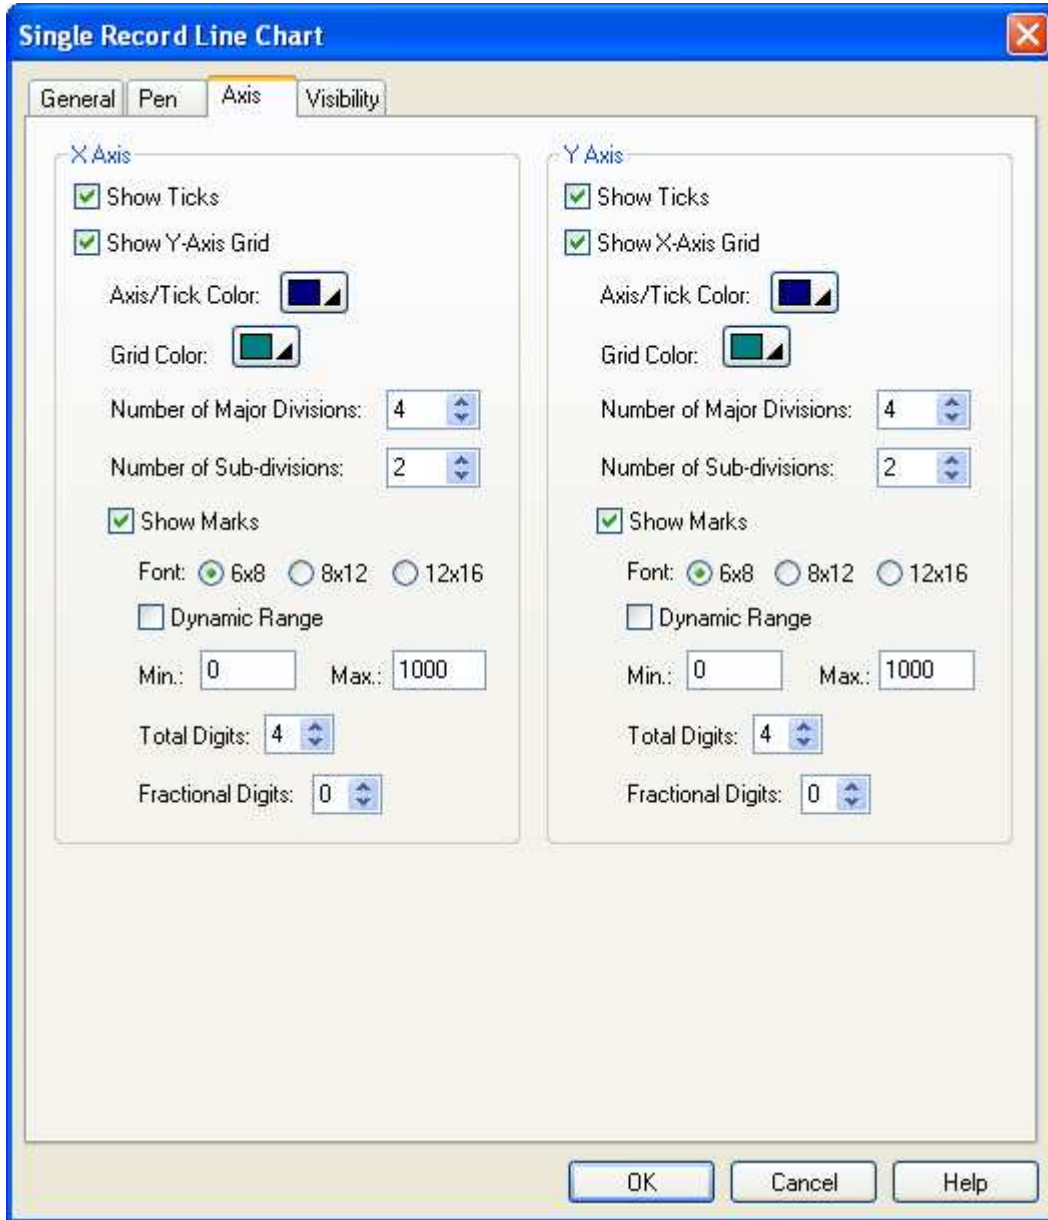 Single Record Line Chart
General Pen Axis Visibility
X Axis
Show Ticks
Show Y-Axis Grid
Axis/Tick Color:
Grid Color:
Number of Major Divisions: 4
Number of Sub-divisions: 2
Show Marks
Font: 6x8 8x12 12x16
Dynamic Range
Min.: 0 Max.: 1000
Total Digits: 4
Fractional Digits: 0
Y Axis
Show Ticks
Show X-Axis Grid
Axis/Tick Color:
Grid Color:
Number of Major Divisions: 4
Number of Sub-divisions: 2
Show Marks
Font: 6x8 8x12 12x16
Dynamic Range
Min.: 0 Max.: 1000
Total Digits: 4
Fractional Digits: 0
OK Cancel Help